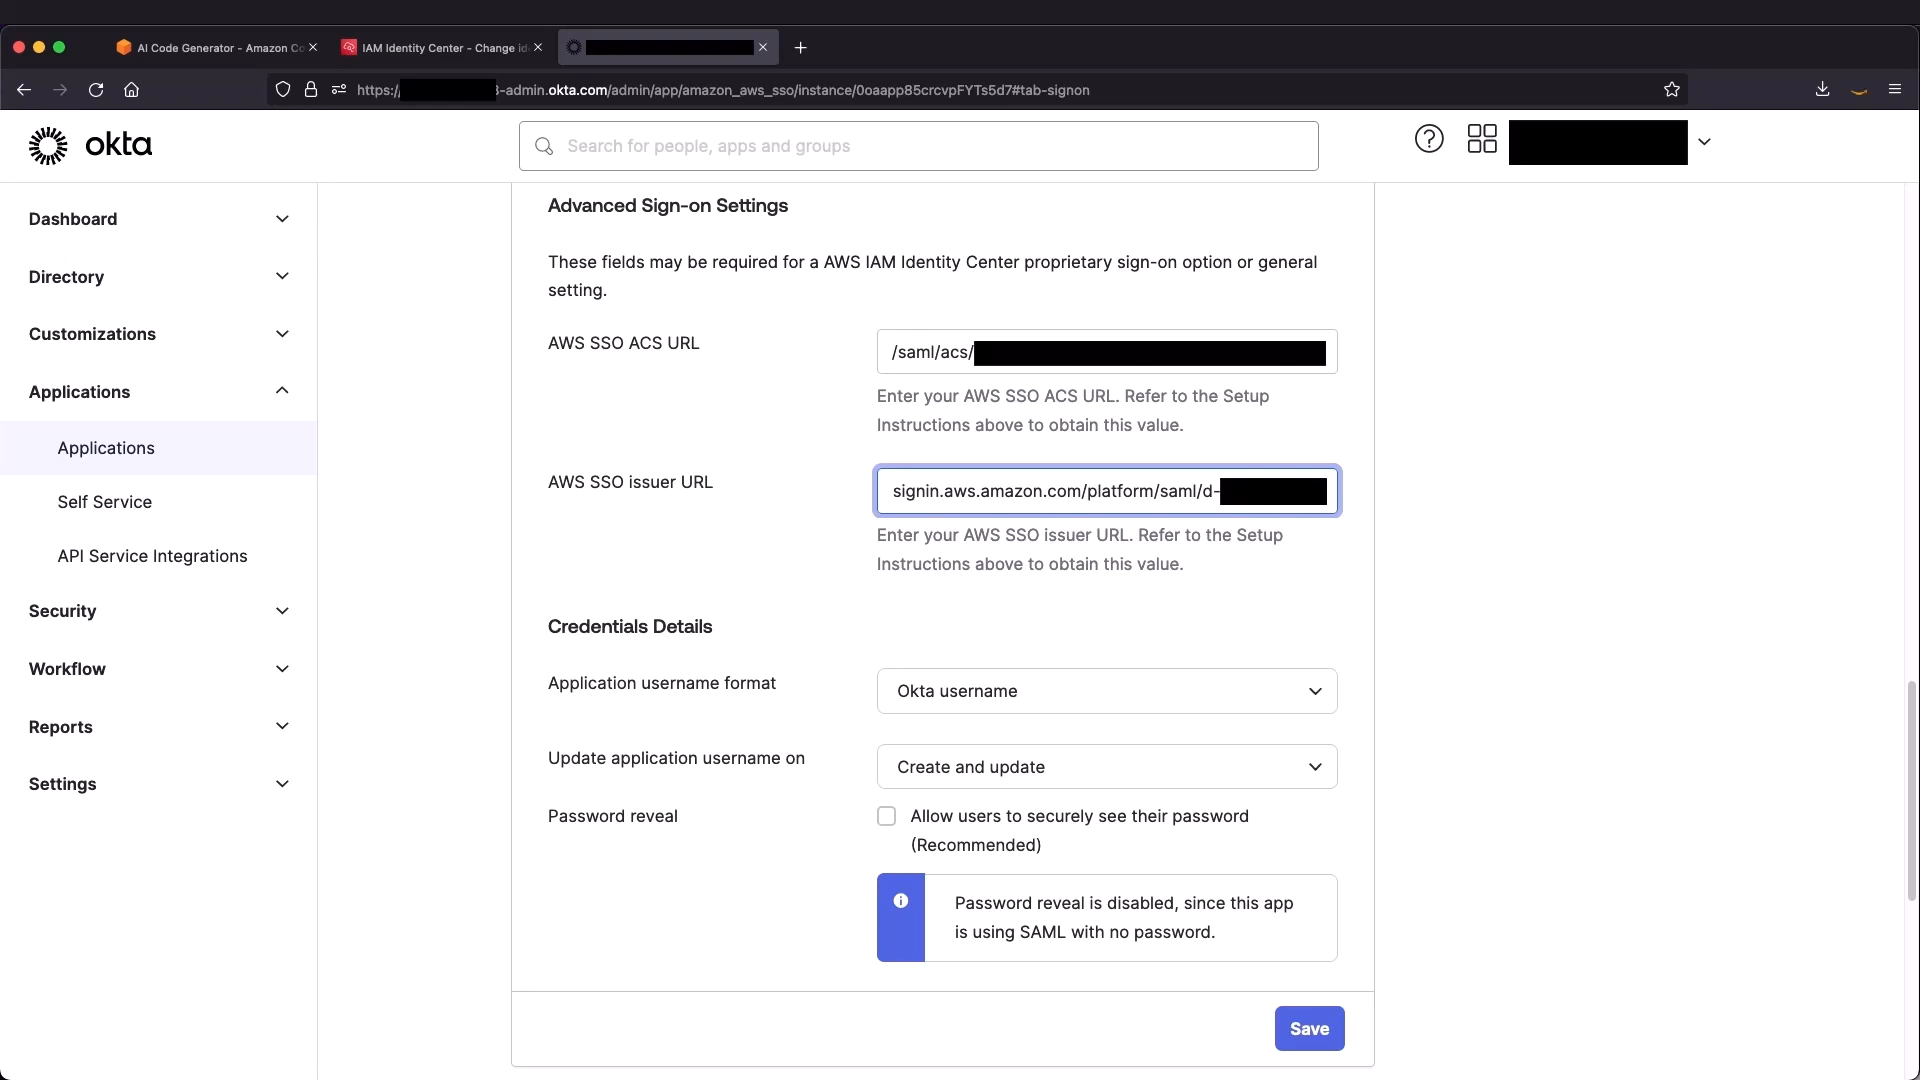 AI Code Generator - Amazon Co
IAM Identity Center - Change id
https:/
-admin.okta.com/admin/app/amazon_aws_sso/instance/0oaapp85crcvpFYTs5d7#tab-signon
okta
Search for people, apps and groups
Dashboard
Directory
Customizations
Applications
Applications
Self Service
API Service Integrations
Security
Workflow
Reports
Settings
Advanced Sign-on Settings
These fields may be required for a AWS IAM Identity Center proprietary sign-on option or general
setting.
AWS SSO ACS URL
/saml/acs/
Enter your AWS SSO ACS URL. Refer to the Setup
Instructions above to obtain this value.
AWS SSO issuer URL
signin.aws.amazon.com/platform/saml/d-
Enter your AWS SSO issuer URL. Refer to the Setup
Instructions above to obtain this value.
Credentials Details
Application username format
Okta username
Update application username on
Create and update
Password reveal
Allow users to securely see their password
(Recommended)
Password reveal is disabled, since this app
is using SAML with no password.
Save